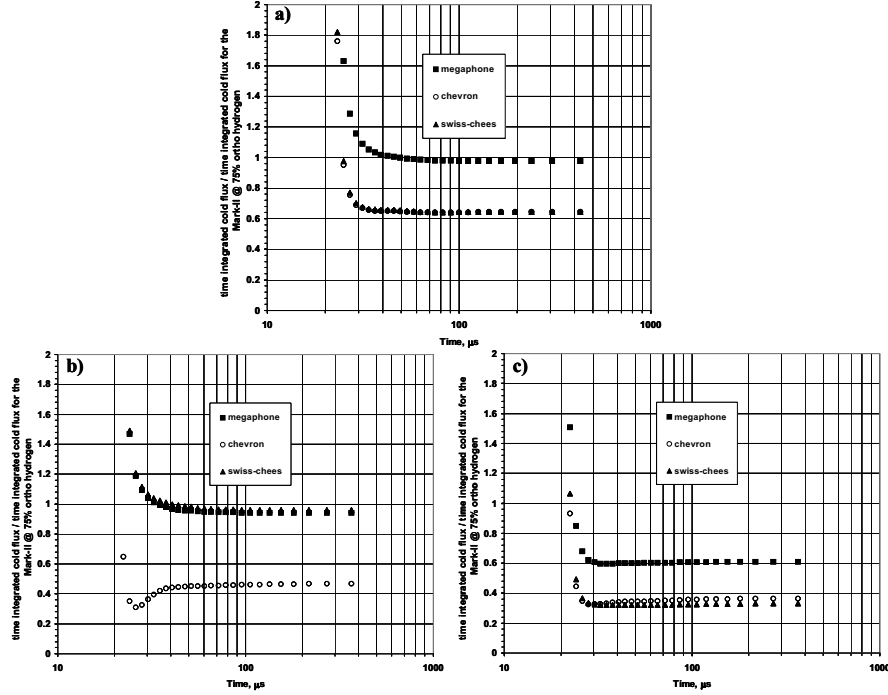 a)
time integrated cold flux / time integrated cold flux for the
Mark-II @ 75% ortho hydrogen
2
1.8
1.6
1.4
1.2
1
0.8
0.6
0.4
0.2
0
megaphone
chevron
swiss-chees
10
100
1000
Time, μs
b)
time integrated cold flux / time integrated cold flux for the
Mark-II @ 75% ortho hydrogen
2
1.8
1.6
1.4
1.2
1
0.8
0.6
0.4
0.2
0
megaphone
chevron
swiss-chees
10
100
1000
Time, μs
c)
time integrated cold flux / time integrated cold flux for the
Mark-II @ 75% ortho hydrogen
2
1.8
1.6
1.4
1.2
1
0.8
0.6
0.4
0.2
0
megaphone
chevron
swiss-chees
10
100
1000
Time, μs